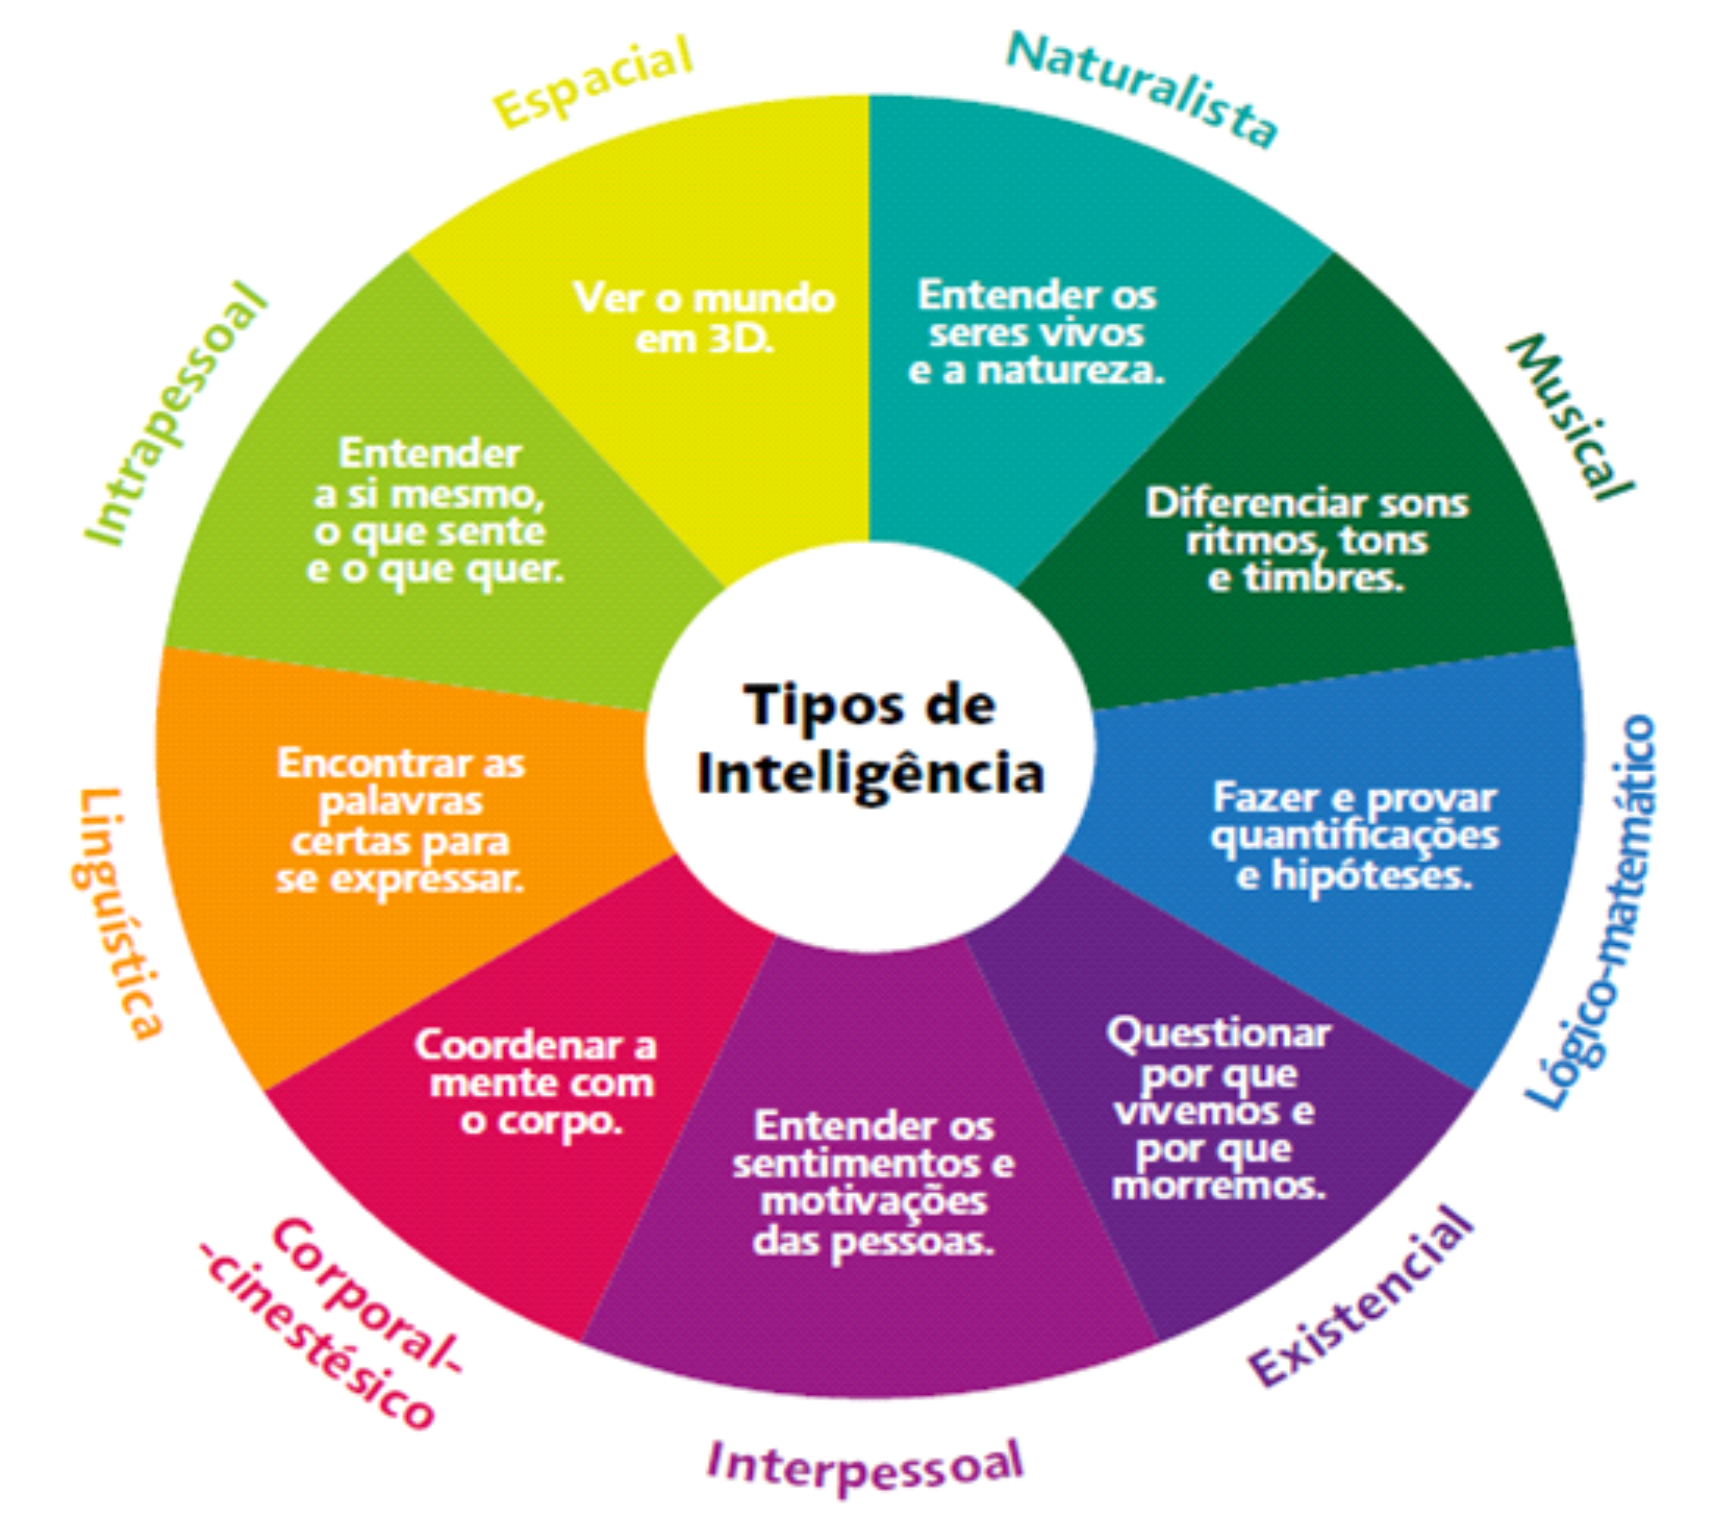 Tipos de
Inteligência
Naturalista
Entender os
seres vivos
e a natureza.
Musical
Diferenciar sons
ritmos, tons
e timbres.
Lógico-matemático
Fazer e provar
quantificações
e hipóteses.
Existencial
Questionar
por que
vivemos e
por que
morremos.
Interpessoal
Entender os
sentimentos e
motivações
das pessoas.
Corporal-
-cinestésico
Coordenar a
mente com
o corpo.
Linguística
Encontrar as
palavras
certas para
se expressar.
Intrapessoal
Entender
a si mesmo,
o que sente
e o que quer.
Espacial
Ver o mundo
em 3D.